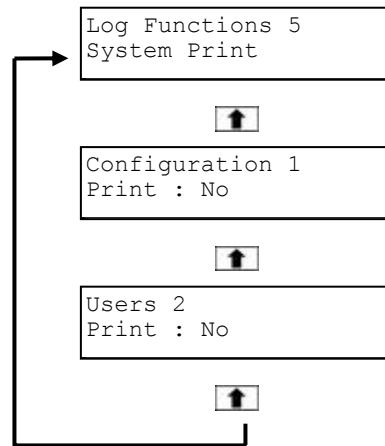 Log Functions 5
System Print
Configuration 1
Print : No
Users 2
Print : No